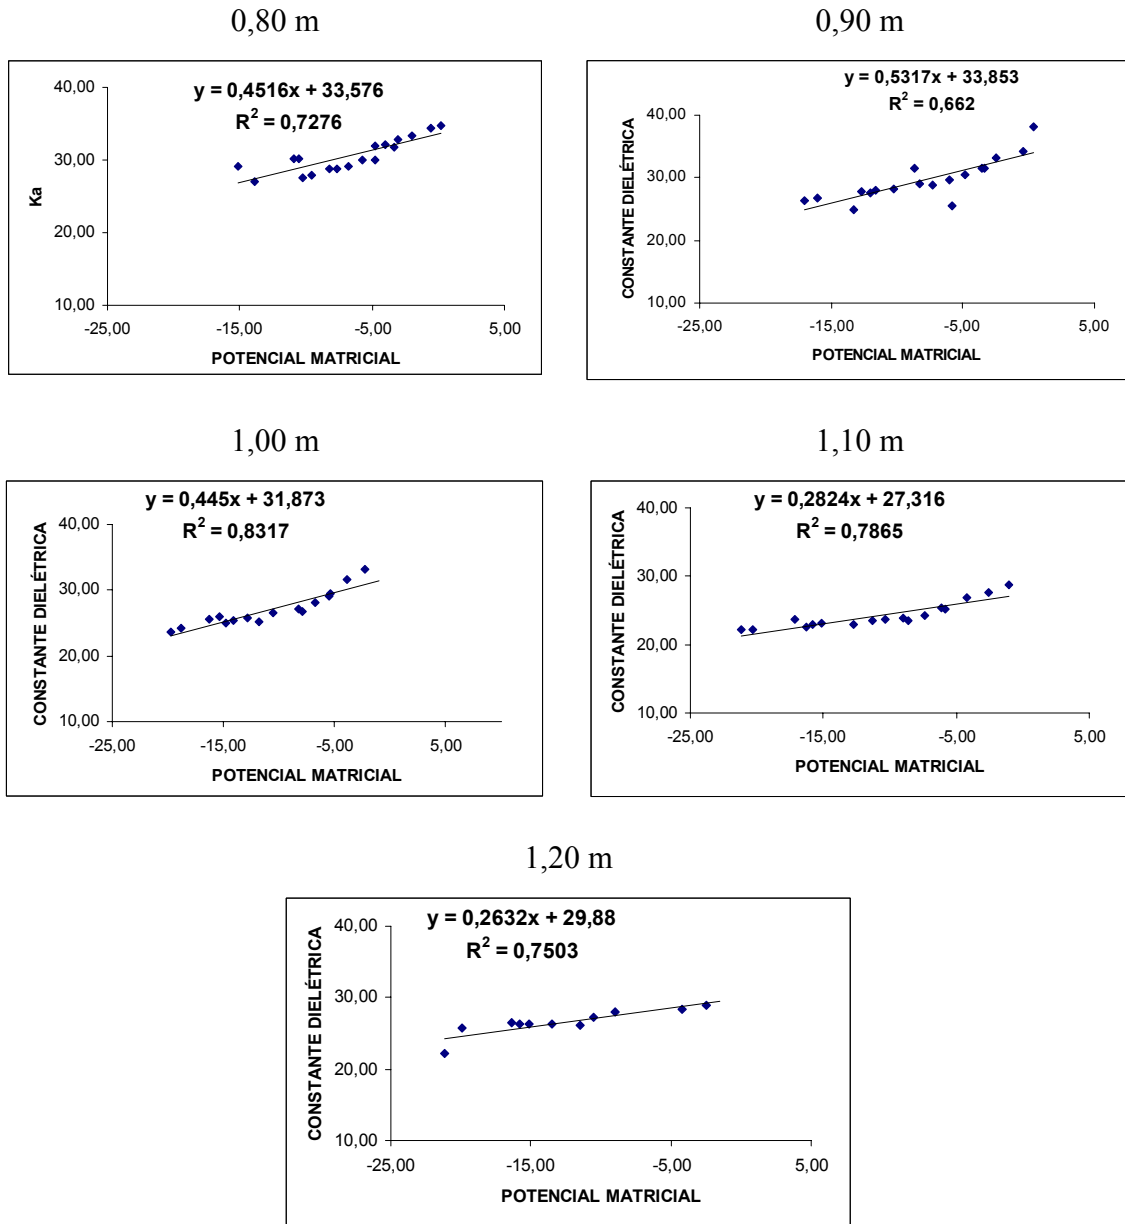 0,80 m
0,90 m
y = 0,4516x + 33,576
R² = 0,7276
40,00
30,00
20,00
10,00
Ka
-25,00 -15,00 -5,00 5,00
POTENCIAL MATRICIAL
y = 0,5317x + 33,853
R² = 0,662
40,00
30,00
20,00
10,00
CONSTANTE DIELÉTRICA
-25,00 -15,00 -5,00 5,00
POTENCIAL MATRICIAL
1,00 m
1,10 m
y = 0,445x + 31,873
R² = 0,8317
40,00
30,00
20,00
10,00
CONSTANTE DIELÉTRICA
-25,00 -15,00 -5,00 5,00
POTENCIAL MATRICIAL
y = 0,2824x + 27,316
R² = 0,7865
40,00
30,00
20,00
10,00
CONSTANTE DIELÉTRICA
-25,00 -15,00 -5,00 5,00
POTENCIAL MATRICIAL
1,20 m
y = 0,2632x + 29,88
R² = 0,7503
40,00
30,00
20,00
10,00
CONSTANTE DIELÉTRICA
-25,00 -15,00 -5,00 5,00
POTENCIAL MATRICIAL